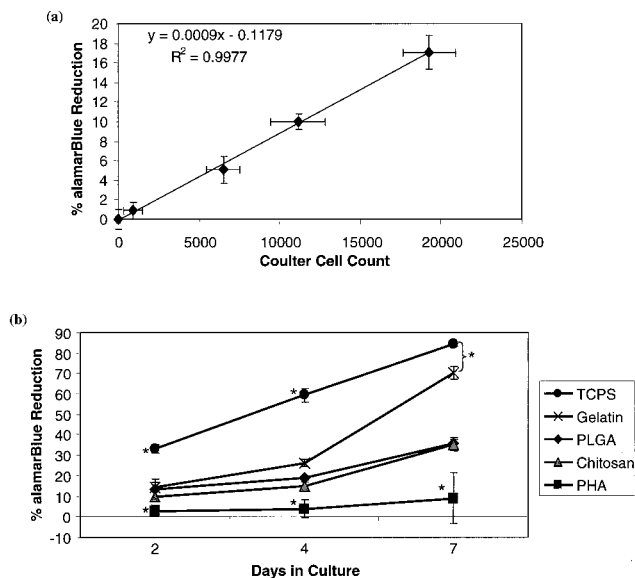 (a)
y = 0.0009x - 0.1179
R² = 0.9977
% alamarBlue Reduction
20
18
16
14
12
10
8
6
4
2
0
0 5000 10000 15000 20000 25000
Coulter Cell Count
(b)
% alamarBlue Reduction
90
80
70
60
50
40
30
20
10
0
-10
* * *
* * *
2 4 7
Days in Culture
TCPS
Gelatin
PLGA
Chitosan
PHA